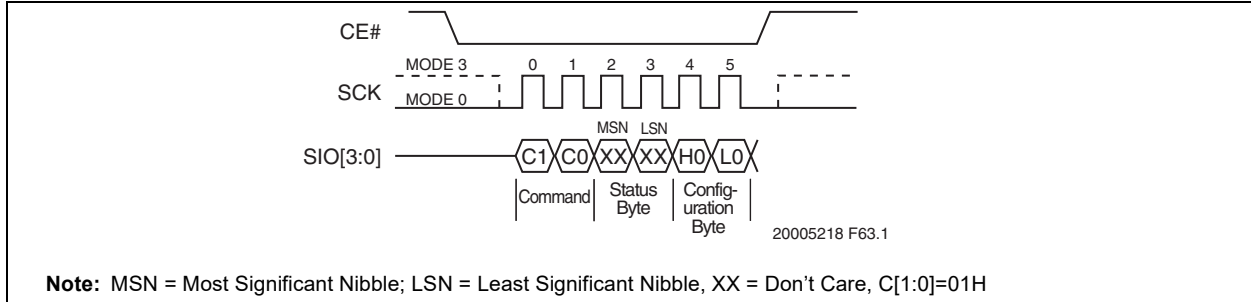 CE#
MODE 3
0 1 2 3 4 5
SCK
MODE 0
MSN LSN
SIO[3:0]
C1 C0 XX XX H0 L0
Command
Status
Byte
Config-
uration
Byte
20005218 F63.1
Note: MSN = Most Significant Nibble; LSN = Least Significant Nibble, XX = Don't Care, C[1:0]=01H